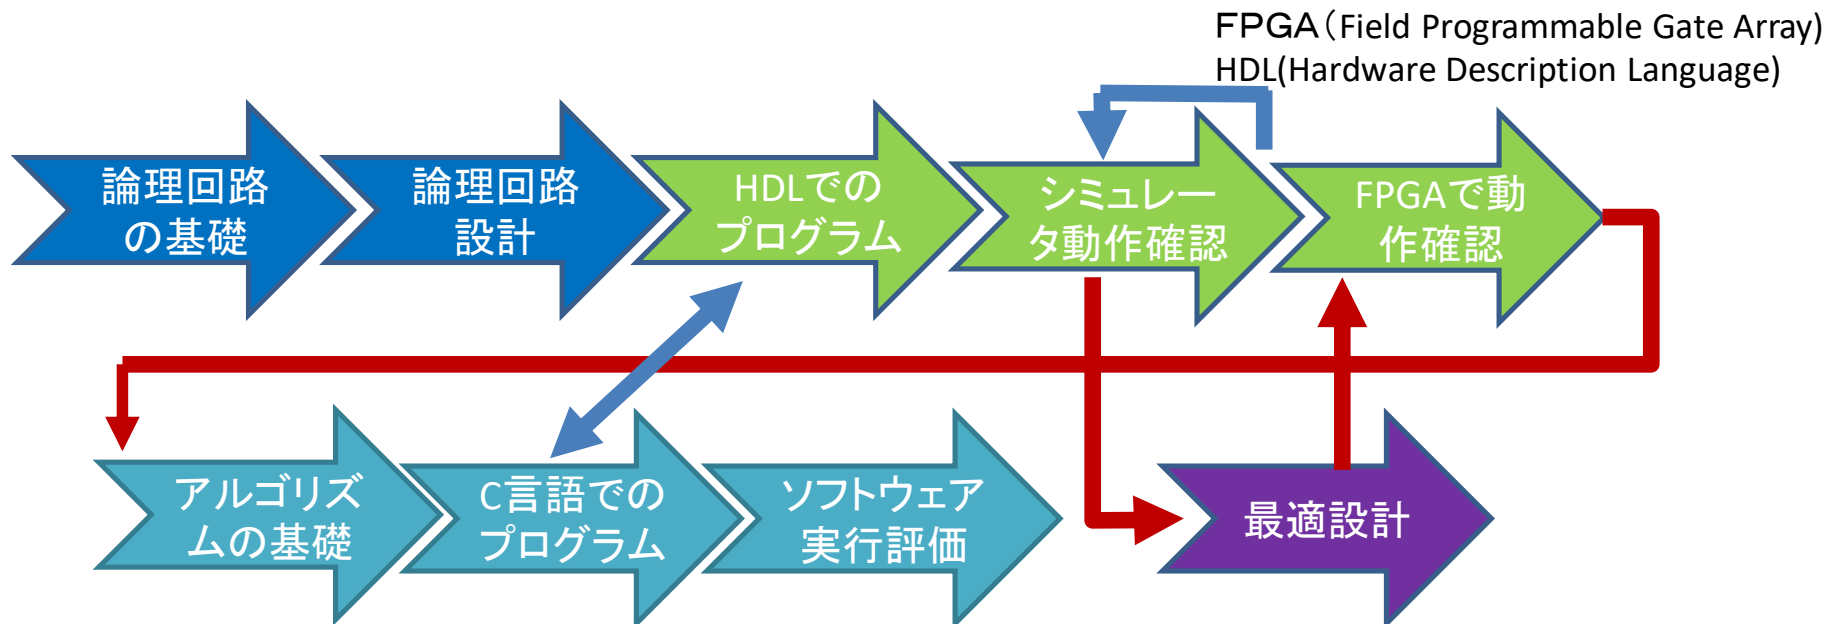 FPGA（Field Programmable Gate Array)
HDL(Hardware Description Language)
論理回路
の基礎
論理回路
設計
HDLでの
プログラム
シミュレー
タ動作確認
FPGAで動
作確認
アルゴリズ
ムの基礎
C言語での
プログラム
ソフトウェア
実行評価
最適設計